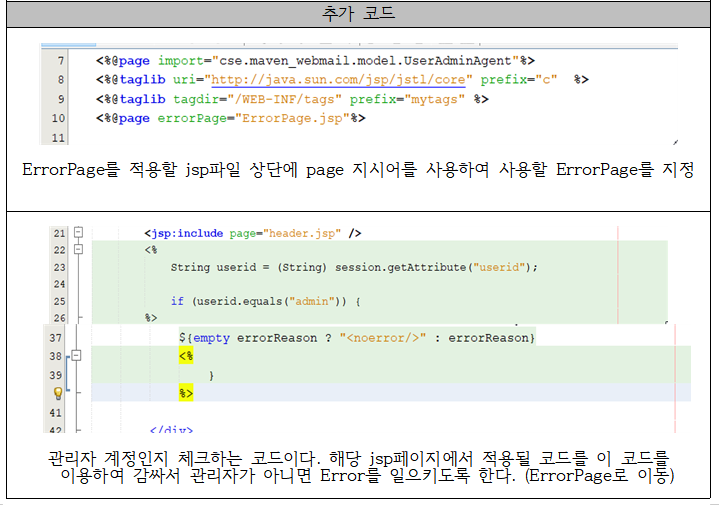 추가 코드
7 <%@page import="cse.maven_webmail.model.UserAdminAgent"%>
8 <%@taglib uri="http://java.sun.com/jsp/jstl/core" prefix="c"  %>
9 <%@taglib tagdir="/WEB-INF/tags" prefix="mytags" %>
10 <%@page errorPage="ErrorPage.jsp"%>
11
ErrorPage를 적용할 jsp파일 상단에 page 지시어를 사용하여 사용할 ErrorPage를 지정
21 <jsp:include page="header.jsp" />
22 <%
23 String userid = (String) session.getAttribute("userid");
24
25 if (userid.equals("admin")) {
26 %>
37 ${empty errorReason ? "<noerror/>" : errorReason}
38 <%
39 }
%>
41
42 </div>
관리자 계정인지 체크하는 코드이다. 해당 jsp페이지에서 적용될 코드를 이 코드를
이용하여 감싸서 관리자가 아니면 Error를 일으키도록 한다. (ErrorPage로 이동)